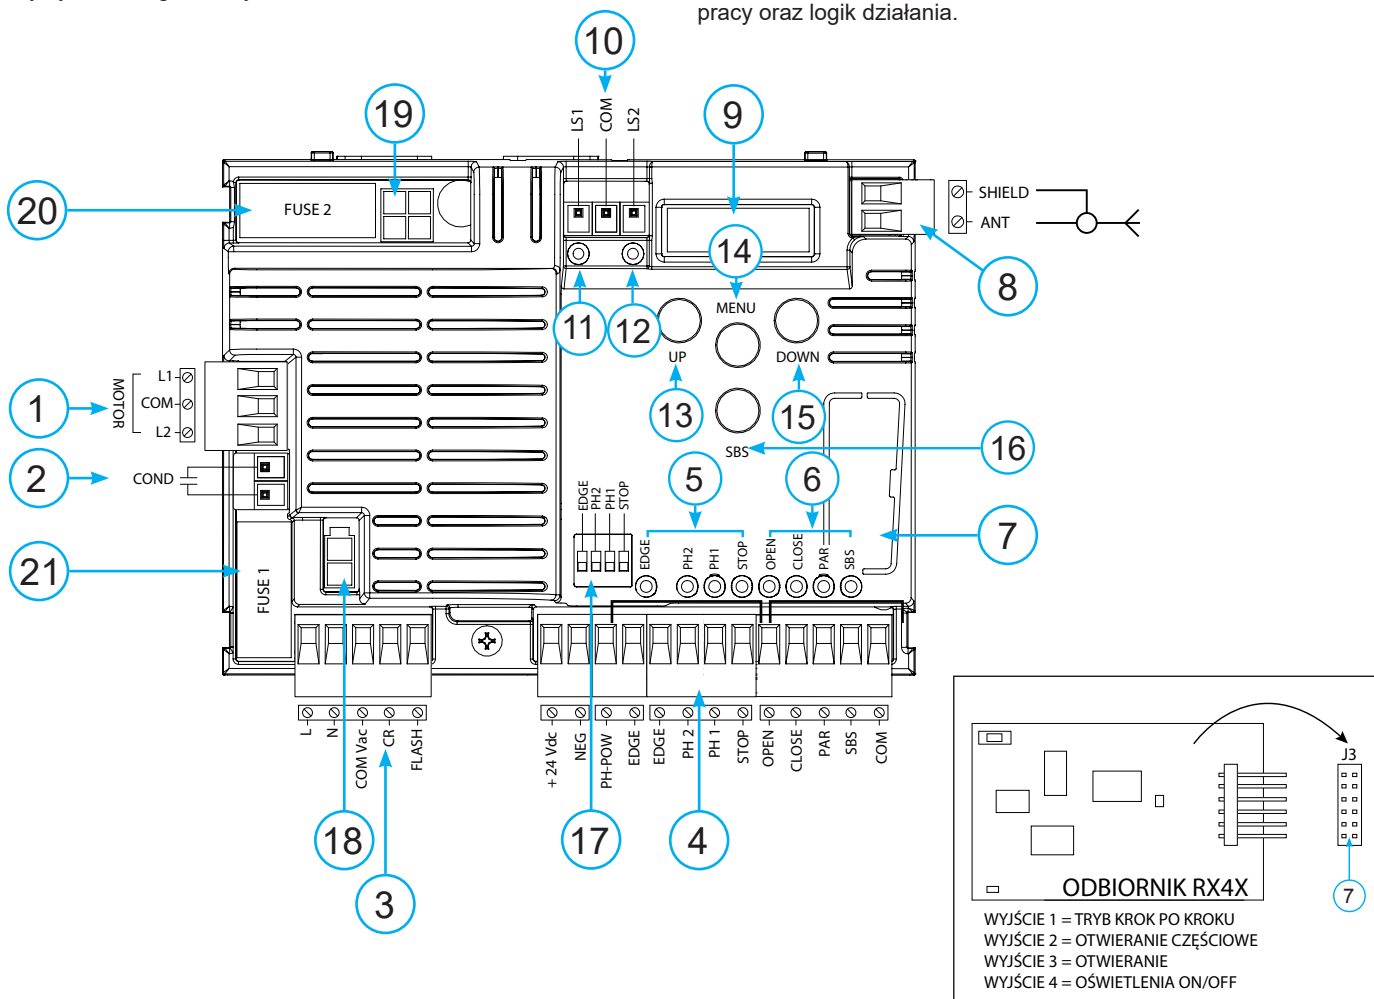 pracy oraz logik działania.
10
LS1
COM
LS2
19
9
20
FUSE 2
SHIELD
ANT
14
8
MENU
11
12
UP
DOWN
13
15
SBS
16
MOTOR
L1
COM
L2
1
2
COND
5
6
7
EDGE
PH2
PH1
STOP
EDGE
PH2
PH1
STOP
OPEN
CLOSE
PAR
SBS
21
FUSE 1
L
N
COM Vac
CR
FLASH
+ 24 Vdc
NEG
PH-POW
EDGE
EDGE
PH 2
PH 1
STOP
OPEN
CLOSE
PAR
SBS
COM
18
3
17
4
J3
7
ODBIORNIK RX4X
WYJŚCIE 1 = TRYB KROK PO KROKU
WYJŚCIE 2 = OTWIERANIE CZĘŚCIOWE
WYJŚCIE 3 = OTWIERANIE
WYJŚCIE 4 = OŚWIETLENIA ON/OFF